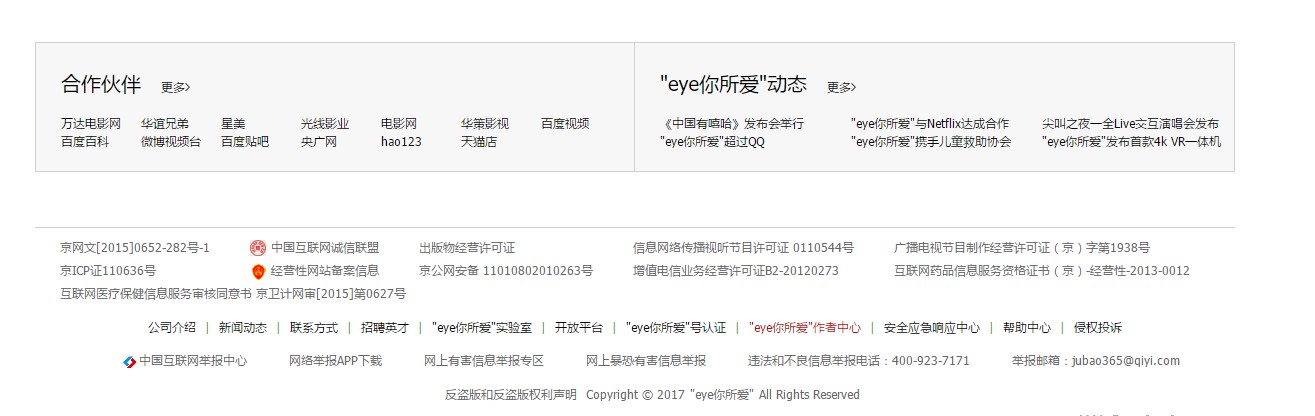 合作伙伴 更多>
万达电影网 华谊兄弟 星美 光线影业 电影网 华策影视 百度视频
百度百科 微博视频台 百度贴吧 央广网 hao123 天猫店
"eye你所爱"动态 更多>
《中国有嘻哈》发布会举行 "eye你所爱"与Netflix达成合作 尖叫之夜一全Live交互演唱会发布
"eye你所爱"超过QQ "eye你所爱"携手儿童救助协会 "eye你所爱"发布首款4k VR一体机
京网文[2015]0652-282号-1 中国互联网诚信联盟 出版物经营许可证 信息网络传播视听节目许可证 0110544号 广播电视节目制作经营许可证（京）字第1938号
京ICP证110636号 经营性网站备案信息 京公网安备 11010802010263号 增值电信业务经营许可证B2-20120273 互联网药品信息服务资格证书（京）-经营性-2013-0012
互联网医疗保健信息服务审核同意书 京卫计网审[2015]第0627号
公司介绍 | 新闻动态 | 联系方式 | 招聘英才 | "eye你所爱"实验室 | 开放平台 | "eye你所爱"号认证 | "eye你所爱"作者中心 | 安全应急响应中心 | 帮助中心 | 侵权投诉
中国互联网举报中心 网络举报APP下载 网上有害信息举报专区 网上暴恐有害信息举报 违法和不良信息举报电话：400-923-7171 举报邮箱：jubao365@qiyi.com
反盗版和反盗版权利声明 Copyright © 2017 "eye你所爱" All Rights Reserved